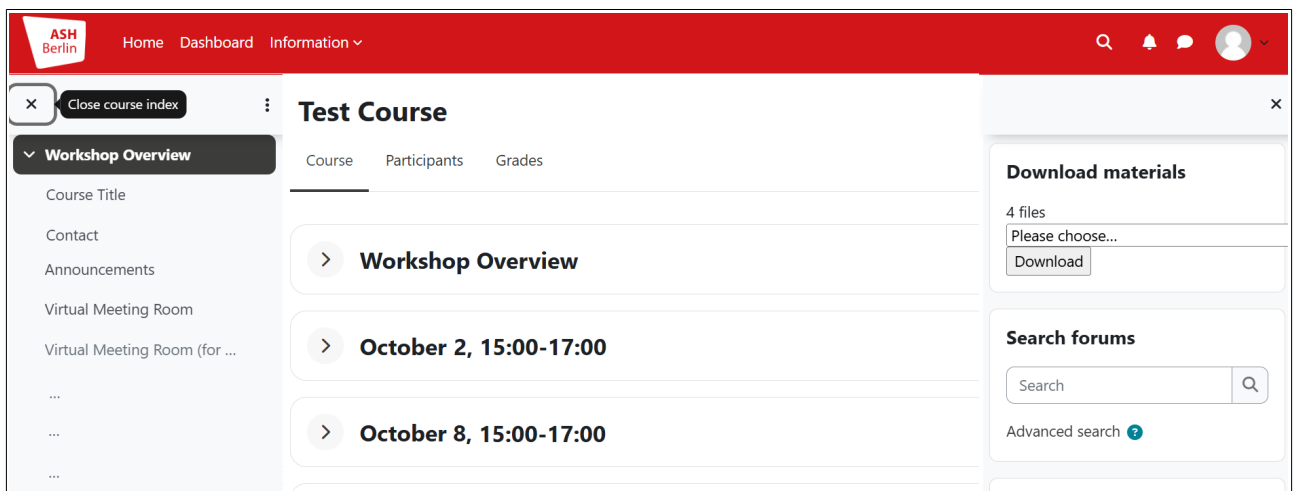 ASH
Berlin
Home Dashboard Information
Close course index
Workshop Overview
Course Title
Contact
Announcements
Virtual Meeting Room
Virtual Meeting Room (for ...
...
...
...
Test Course
Course Participants Grades
Workshop Overview
October 2, 15:00-17:00
October 8, 15:00-17:00
Download materials
4 files
Please choose...
Download
Search forums
Search
Advanced search ?